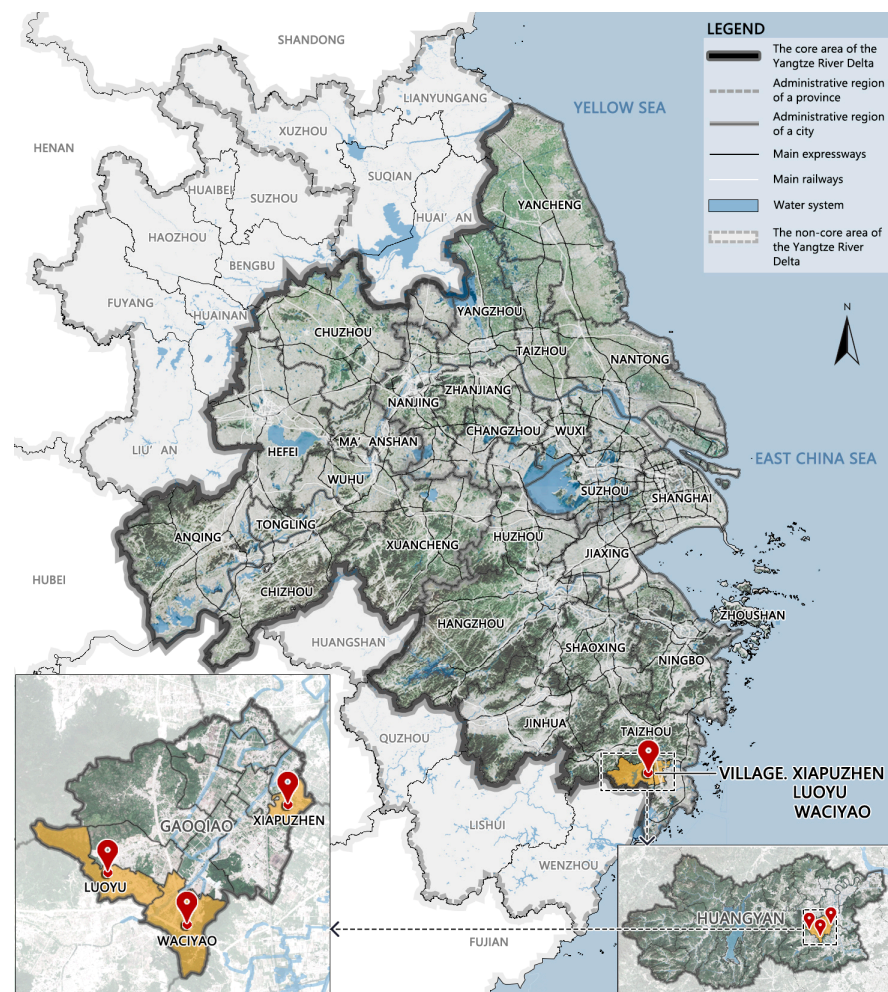 SHANDONG
LEGEND
The core area of the
Yangtze River Delta
Administrative region
of a province
Administrative region
of a city
Main expressways
Main railways
Water system
The non-core area of
the Yangtze River
Delta
N
LIANYUNGANG
YELLOW SEA
XUZHOU
HENAN
SUQIAN
HUAIBEI
SUZHOU
YANCHENG
HUAI' AN
HAOZHOU
BENGBU
FUYANG
HUAINAN
YANGZHOU
CHUZHOU
TAIZHOU
NANTONG
ZHANJIANG
NANJING
CHANGZHOU
WUXI
MA' ANSHAN
HEFEI
LIU' AN
EAST CHINA SEA
WUHU
SUZHOU
SHANGHAI
TONGLING
ANQING
HUZHOU
XUANCHENG
JIAXING
HUBEI
CHIZHOU
ZHOUSHAN
HANGZHOU
HUANGSHAN
SHAOXING
NINGBO
JINHUA
TAIZHOU
QUZHOU
VILLAGE. XIAPUZHEN
LUOYU
WACIYAO
LISHUI
WENZHOU
FUJIAN
GAOQIAO
XIAPUZHEN
LUOYU
WACIYAO
HUANGYAN